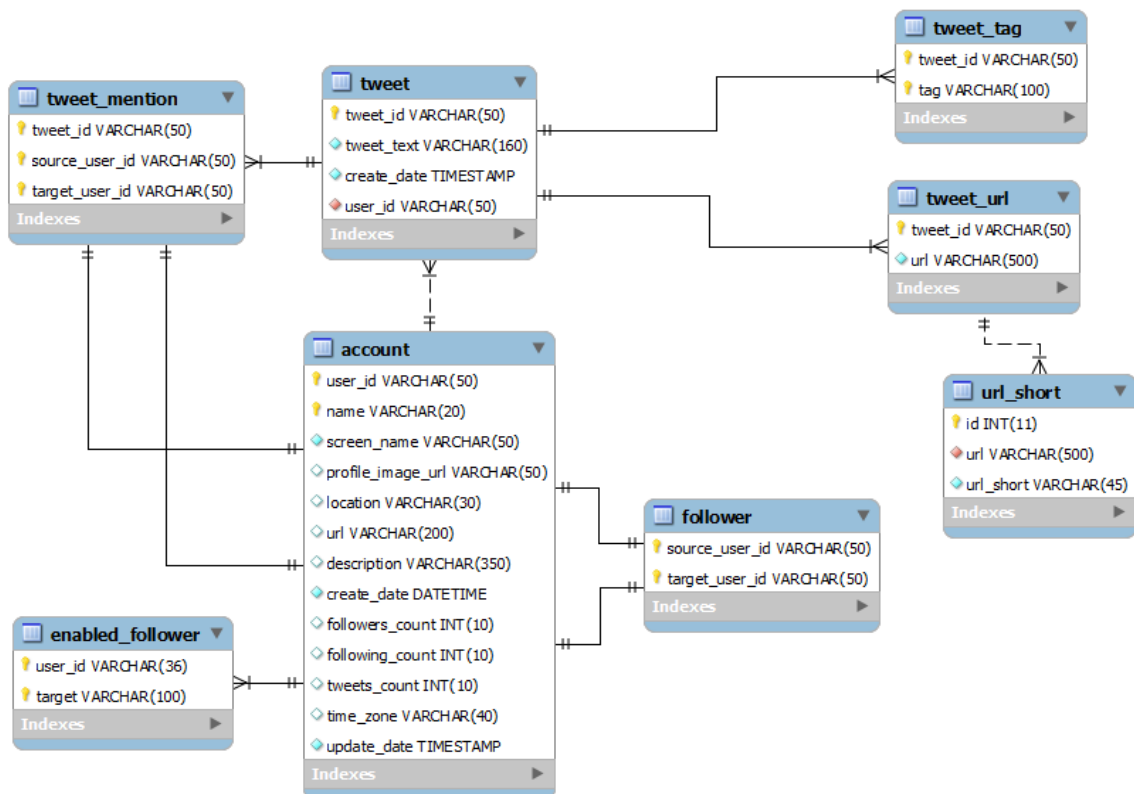 tweet_mention
tweet_id VARCHAR(50)
source_user_id VARCHAR(50)
target_user_id VARCHAR(50)
Indexes
tweet
tweet_id VARCHAR(50)
tweet_text VARCHAR(160)
create_date TIMESTAMP
user_id VARCHAR(50)
Indexes
tweet_tag
tweet_id VARCHAR(50)
tag VARCHAR(100)
Indexes
tweet_url
tweet_id VARCHAR(50)
url VARCHAR(500)
Indexes
account
user_id VARCHAR(50)
name VARCHAR(20)
screen_name VARCHAR(50)
profile_image_url VARCHAR(50)
location VARCHAR(30)
url VARCHAR(200)
description VARCHAR(350)
create_date DATETIME
followers_count INT(10)
following_count INT(10)
tweets_count INT(10)
time_zone VARCHAR(40)
update_date TIMESTAMP
Indexes
url_short
id INT(11)
url VARCHAR(500)
url_short VARCHAR(45)
Indexes
follower
source_user_id VARCHAR(50)
target_user_id VARCHAR(50)
Indexes
enabled_follower
user_id VARCHAR(36)
target VARCHAR(100)
Indexes